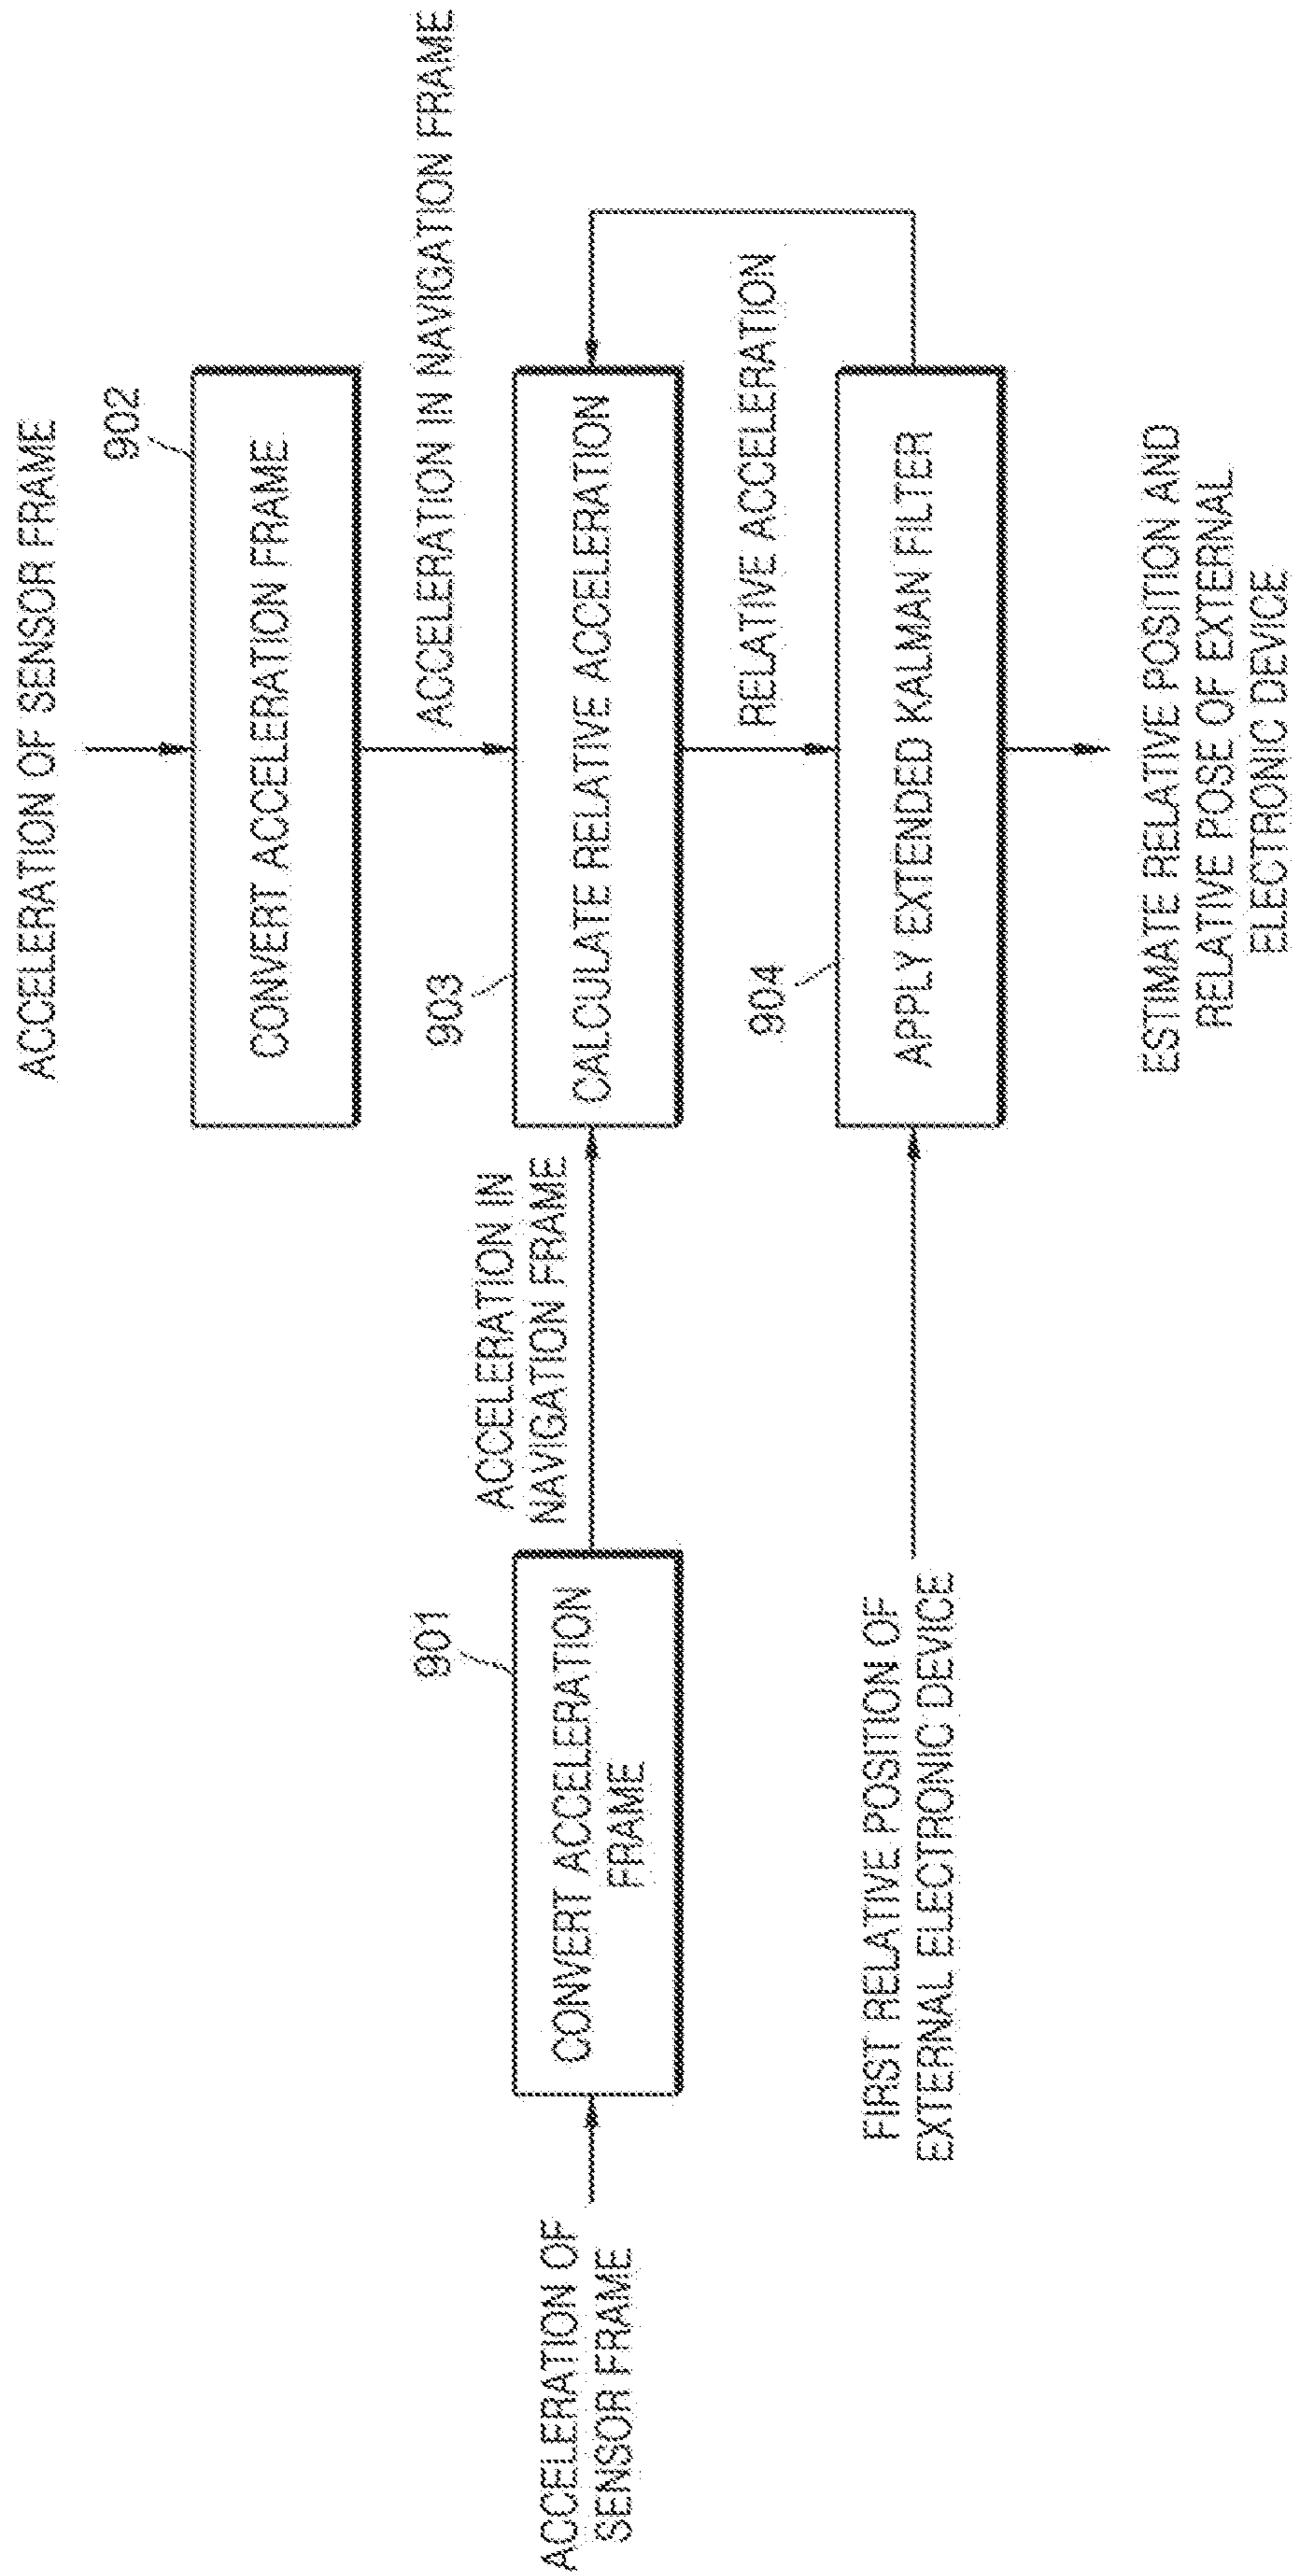 ACCELERATION OF SENSOR FRAME
902
CONVERT ACCELERATION FRAME
ACCELERATION IN NAVIGATION FRAME
901
903
ACCELERATION OF
SENSOR FRAME
CONVERT ACCELERATION
FRAME
ACCELERATION IN
NAVIGATION FRAME
CALCULATE RELATIVE ACCELERATION
RELATIVE ACCELERATION
904
FIRST RELATIVE POSITION OF
EXTERNAL ELECTRONIC DEVICE
APPLY EXTENDED KALMAN FILTER
ESTIMATE RELATIVE POSITION AND
RELATIVE POSE OF EXTERNAL
ELECTRONIC DEVICE